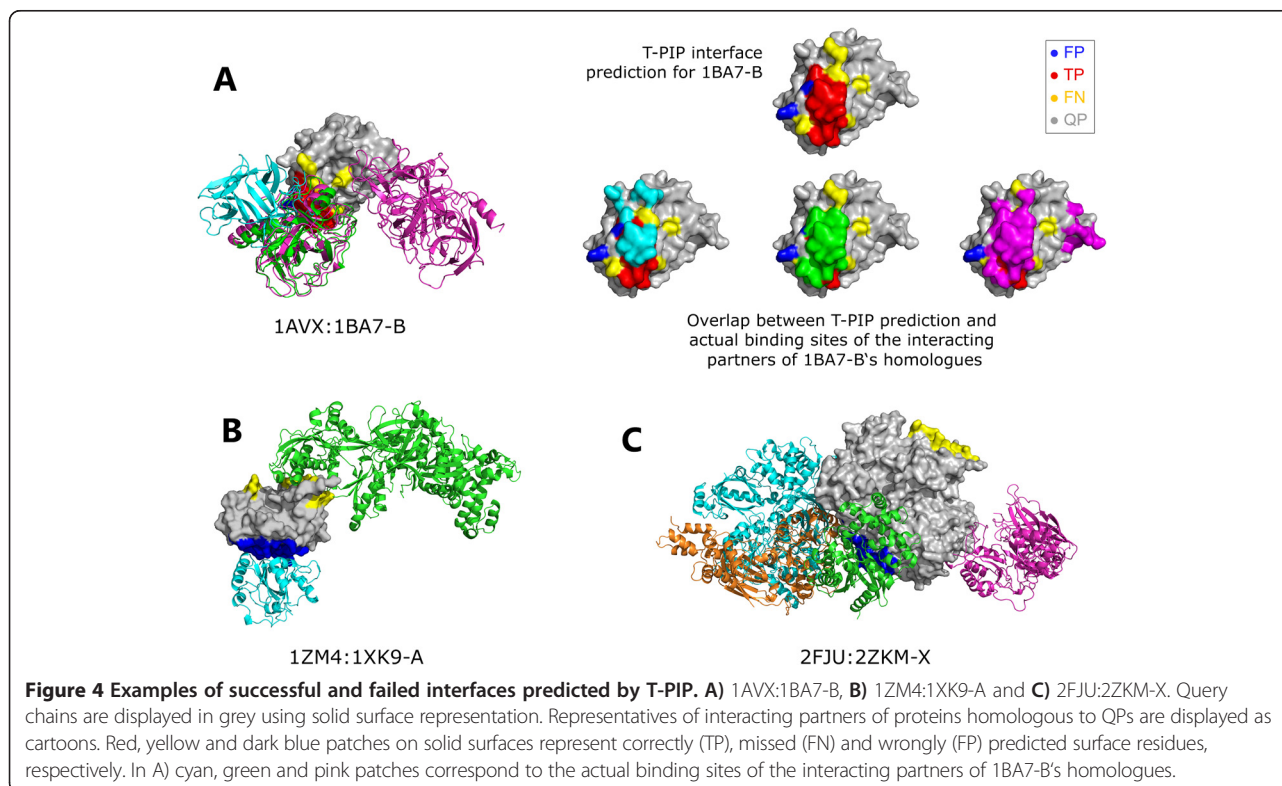 A
T-PIP interface
prediction for 1BA7-B
FP
TP
FN
QP
1AVX:1BA7-B
Overlap between T-PIP prediction and
actual binding sites of the interacting
partners of 1BA7-B's homologues
B
C
1ZM4:1XK9-A
2FJU:2ZKM-X
Figure 4 Examples of successful and failed interfaces predicted by T-PIP. A) 1AVX:1BA7-B, B) 1ZM4:1XK9-A and C) 2FJU:2ZKM-X. Query
chains are displayed in grey using solid surface representation. Representatives of interacting partners of proteins homologous to QPs are displayed as
cartoons. Red, yellow and dark blue patches on solid surfaces represent correctly (TP), missed (FN) and wrongly (FP) predicted surface residues,
respectively. In A) cyan, green and pink patches correspond to the actual binding sites of the interacting partners of 1BA7-B's homologues.